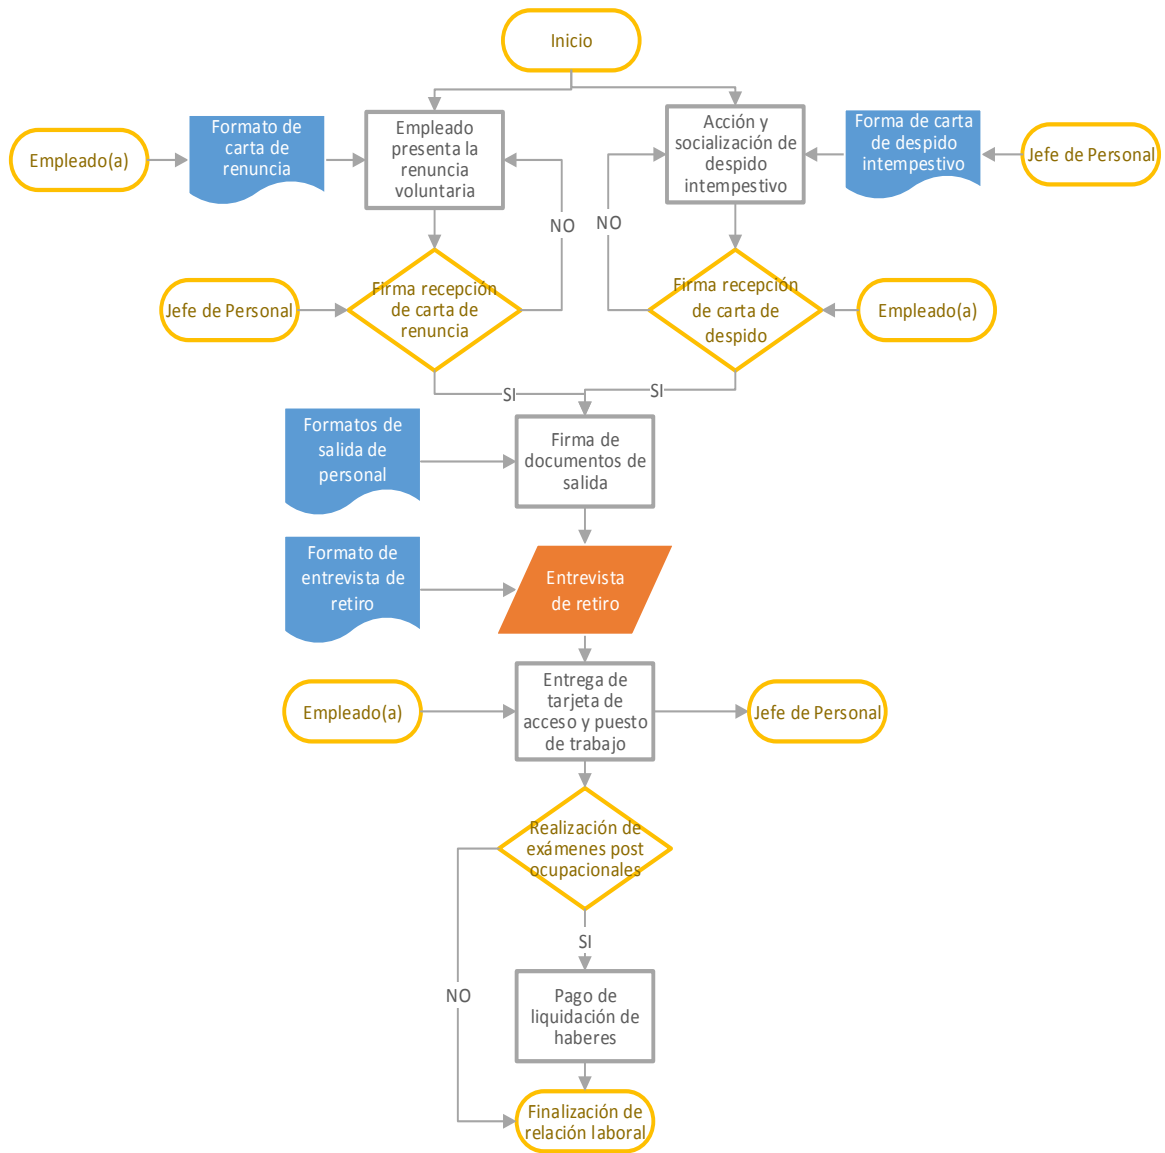 Inicio
Empleado(a)
Formato de
carta de
renuncia
Empleado
presenta la
renuncia
voluntaria
Acción y
socialización de
despido
intempestivo
Forma de carta
de despido
intempestivo
Jefe de Personal
NO
NO
Jefe de Personal
Firma recepción
de carta de
renuncia
Firma recepción
de carta de
despido
Empleado(a)
SI
SI
Formatos de
salida de
personal
Firma de
documentos de
salida
Formato de
entrevista de
retiro
Entrevista
de retiro
Empleado(a)
Entrega de
tarjeta de
acceso y puesto
de trabajo
Jefe de Personal
Realización de
exámenes post
ocupacionales
SI
NO
Pago de
liquidación de
haberes
Finalización de
relación laboral